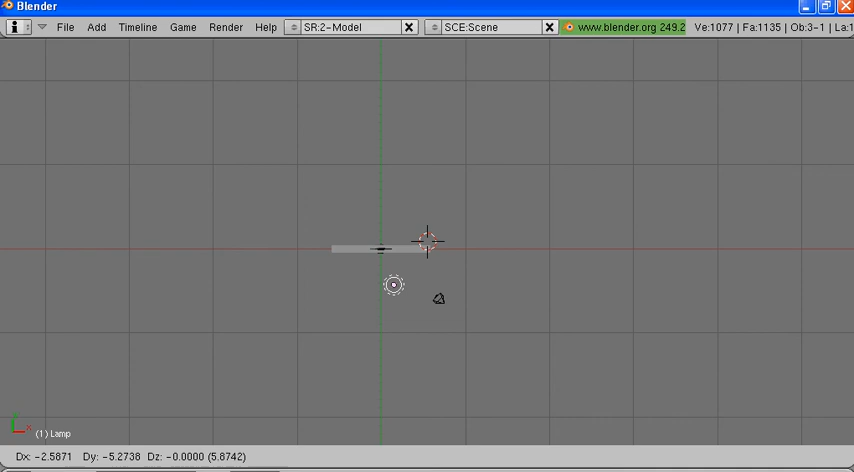 Blender
File Add Timeline Game Render Help SR:2-Model SCE:Scene www.blender.org 249.2 Ve:1077 | Fa:1135 | Ob:3-1 | La:1
x
(1) Lamp
Dx: -2.5871 Dy: -5.2738 Dz: -0.0000 (5.8742)